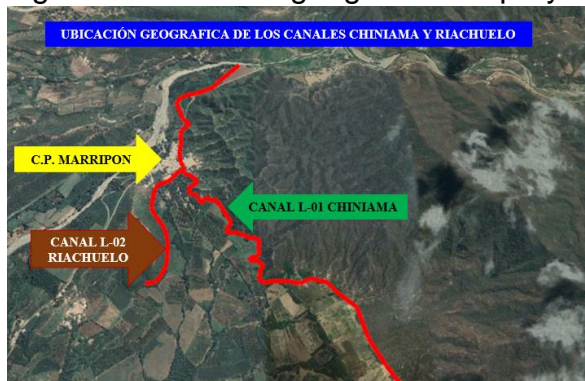 UBICACIÓN GEOGRAFICA DE LOS CANALES CHINIAMA Y RIACHUELO
C.P. MARRIPON
CANAL L-01 CHINIAMA
CANAL L-02
RIACHUELO